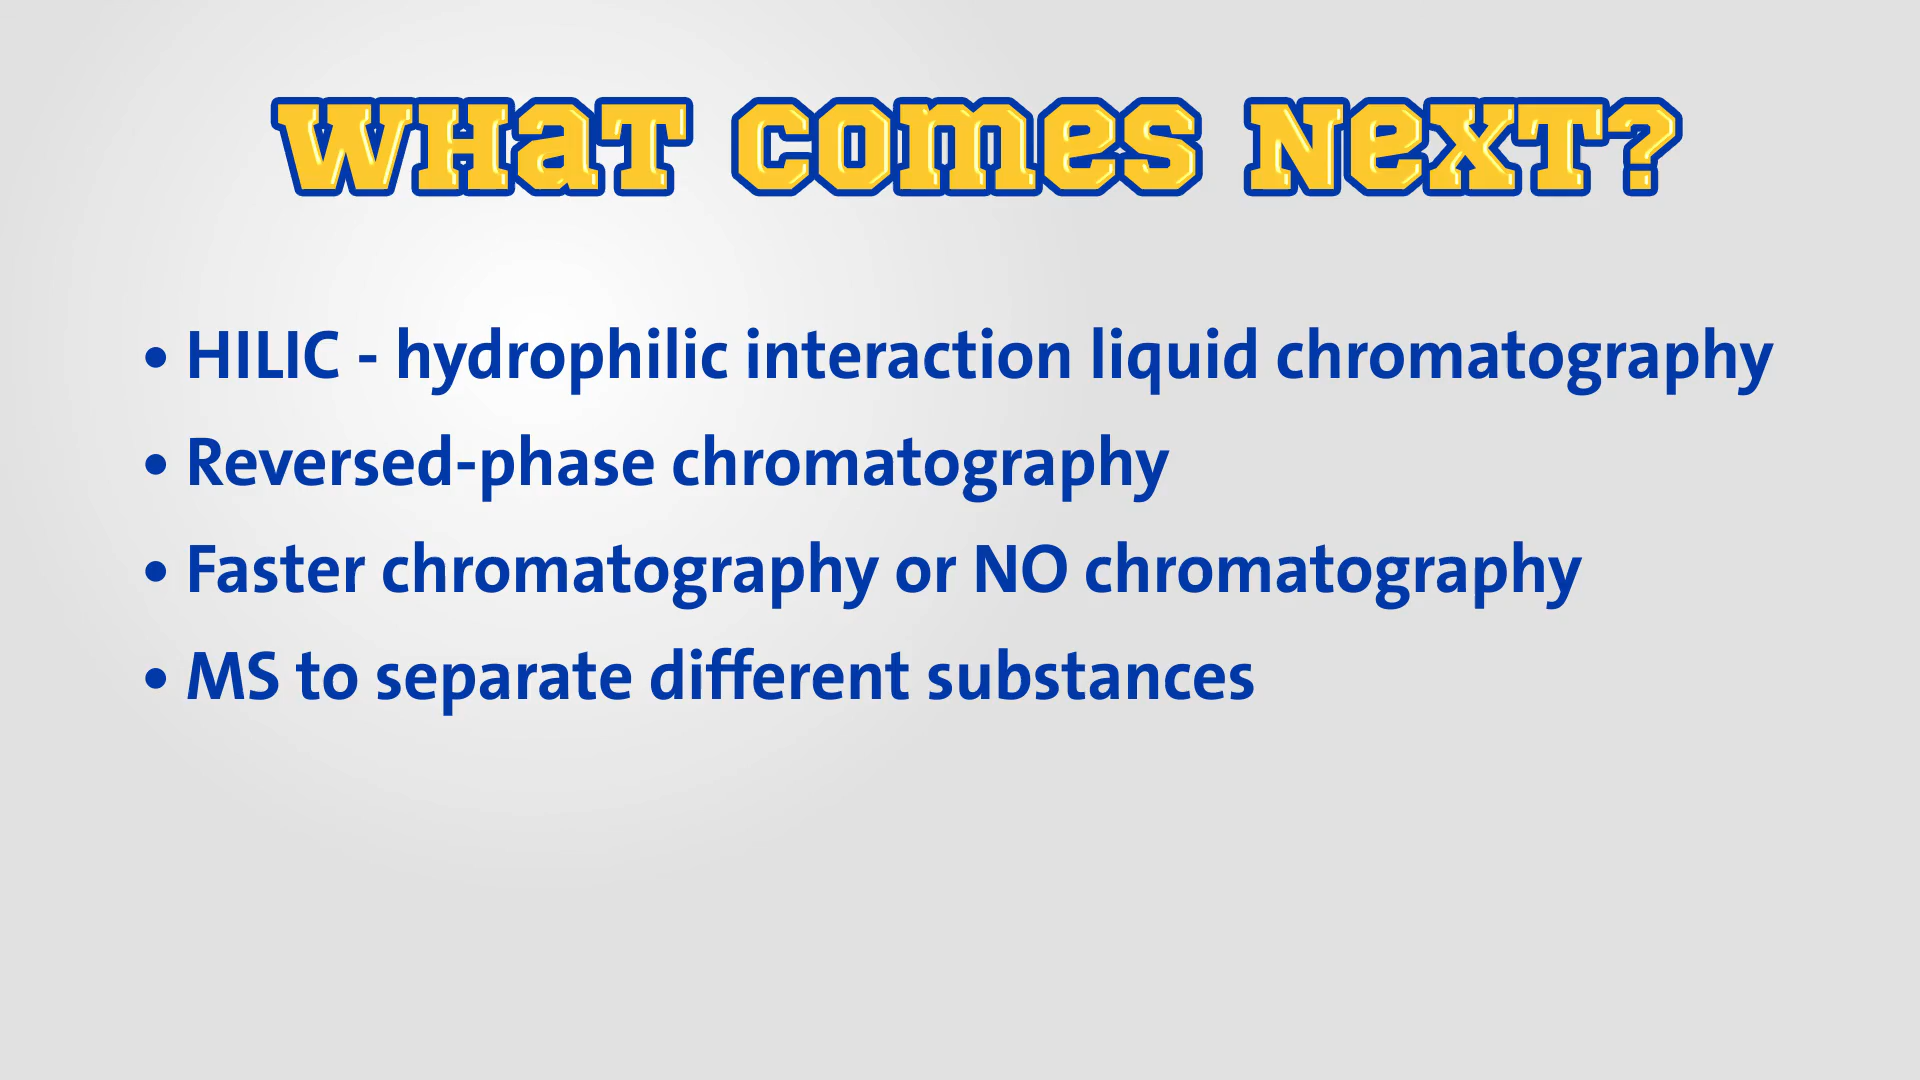 WHaT comes NexT?
• HILIC - hydrophilic interaction liquid chromatography
• Reversed-phase chromatography
• Faster chromatography or NO chromatography
• MS to separate different substances